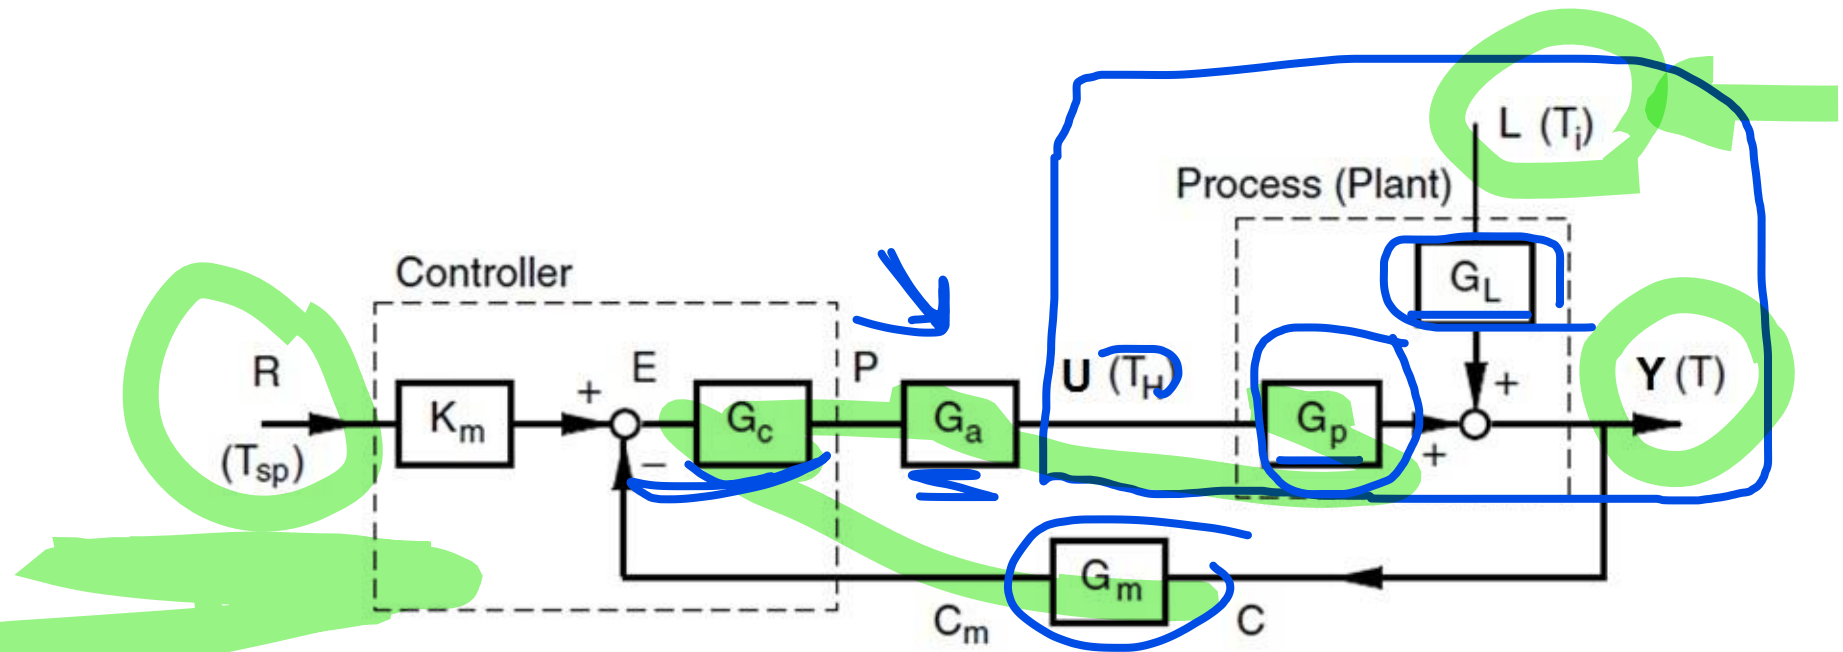 L (Ti)
Process (Plant)
Controller
GL
R
E
P
U (TH)
Y (T)
+
+
Km
Gc
Ga
Gp
(Tsp)
−
+
Gm
Cm
C